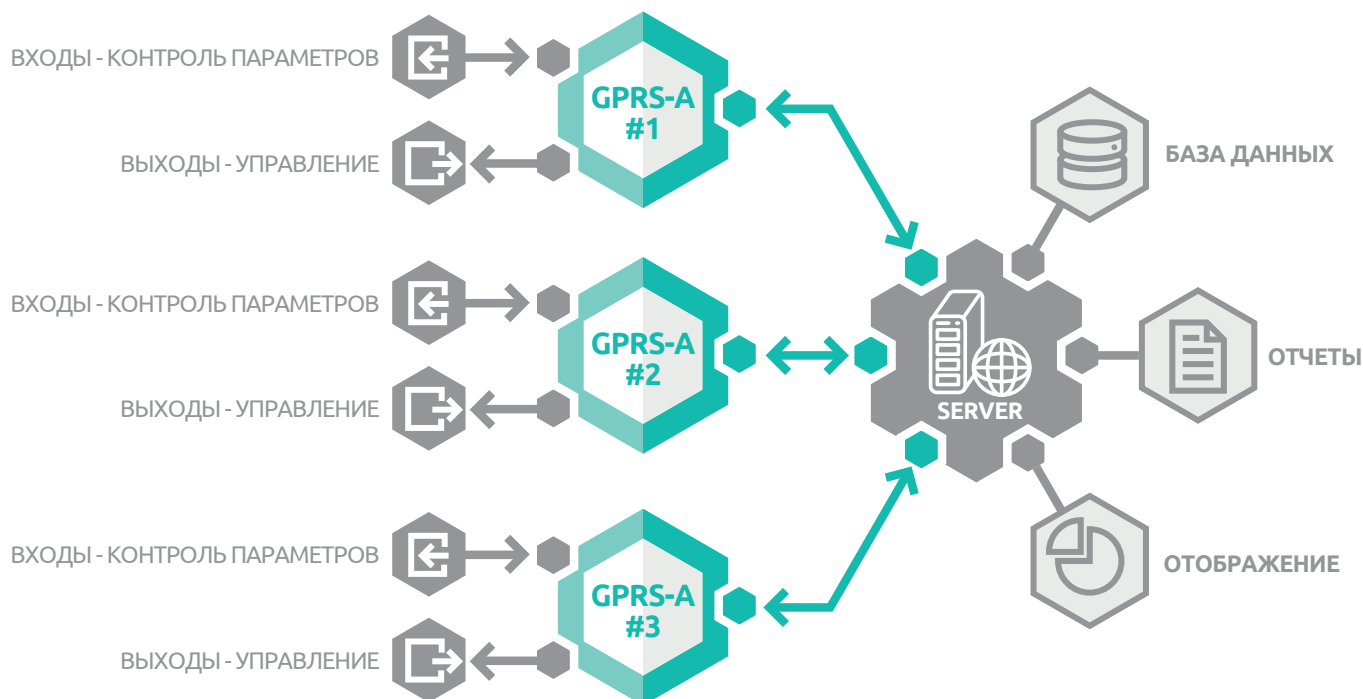 ВХОДЫ - КОНТРОЛЬ ПАРАМЕТРОВ
ВЫХОДЫ - УПРАВЛЕНИЕ
GPRS-A
#1
ВХОДЫ - КОНТРОЛЬ ПАРАМЕТРОВ
ВЫХОДЫ - УПРАВЛЕНИЕ
GPRS-A
#2
ВХОДЫ - КОНТРОЛЬ ПАРАМЕТРОВ
ВЫХОДЫ - УПРАВЛЕНИЕ
GPRS-A
#3
SERVER
БАЗА ДАННЫХ
ОТЧЕТЫ
ОТОБРАЖЕНИЕ